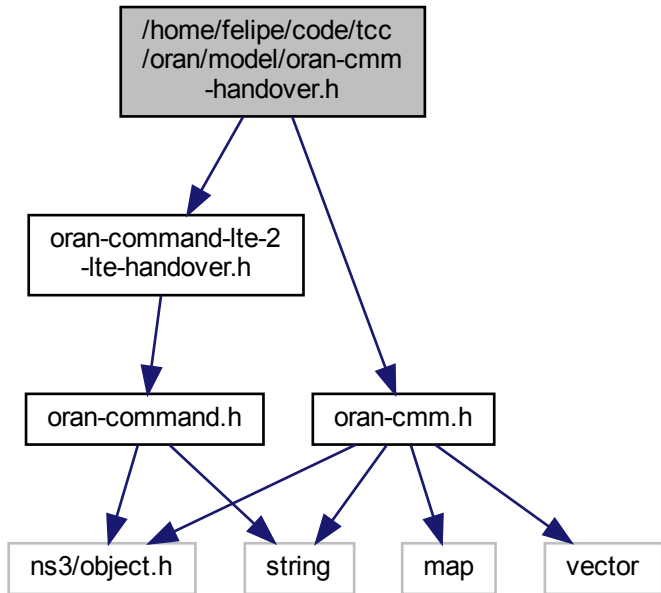 /home/felipe/code/tcc
/oran/model/oran-cmm
-handover.h
oran-command-lte-2
-lte-handover.h
oran-command.h
oran-cmm.h
ns3/object.h
string
map
vector